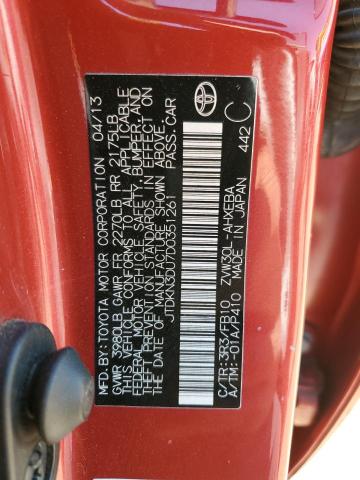 MFD. BY: TOYOTA MOTOR CORPORATION 04/13
GVWR 3980LB GAWR FR 2270LB RR 2175LB
THIS VEHICLE CONFORMS TO ALL APPLICABLE
FEDERAL MOTOR VEHICLE SAFETY, BUMPER, AND
THEFT PREVENTION STANDARDS IN EFFECT ON
THE DATE OF MANUFACTURE SHOWN ABOVE.
JTDKN3DU7D0351261 PASS.CAR
C/TR: 3R3/FB10 ZVW30L-AHXEBA
A/TM: -01A/P410 MADE IN JAPAN
442
C